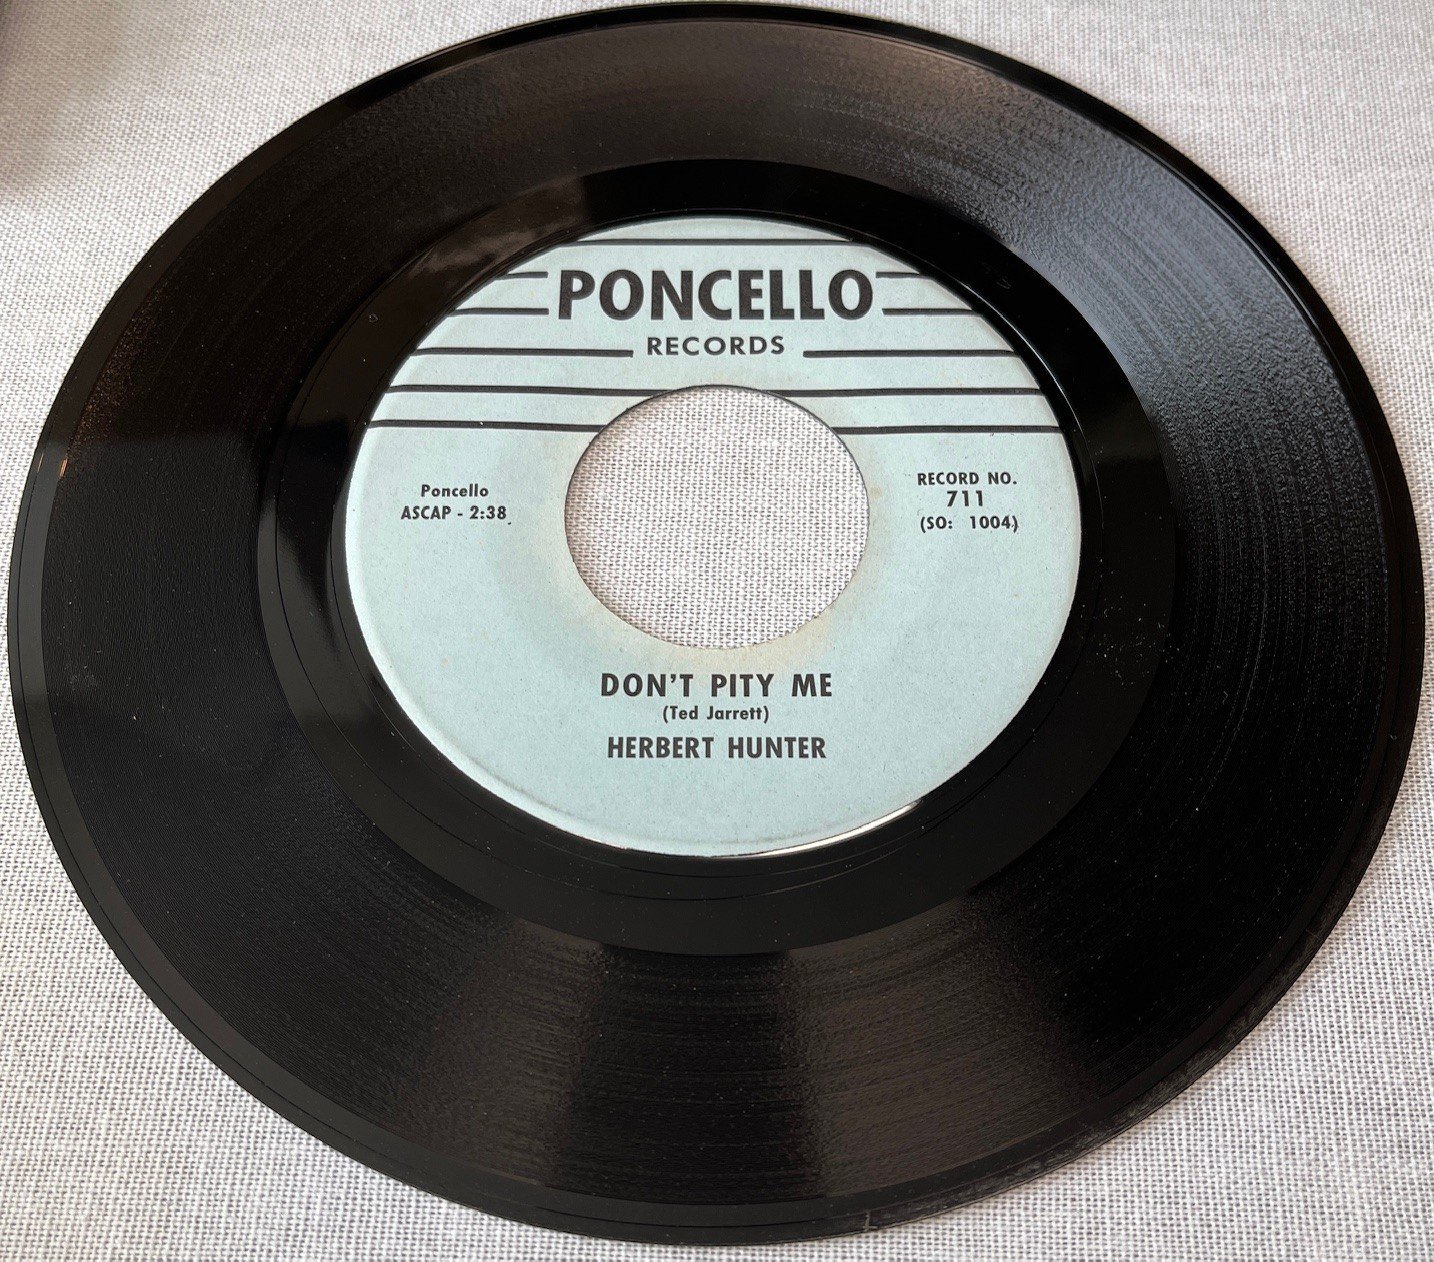 PONCELLO
RECORDS
Poncello
ASCAP - 2:38
RECORD NO.
711
(SO: 1004)
DON'T PITY ME
(Ted Jarrett)
HERBERT HUNTER